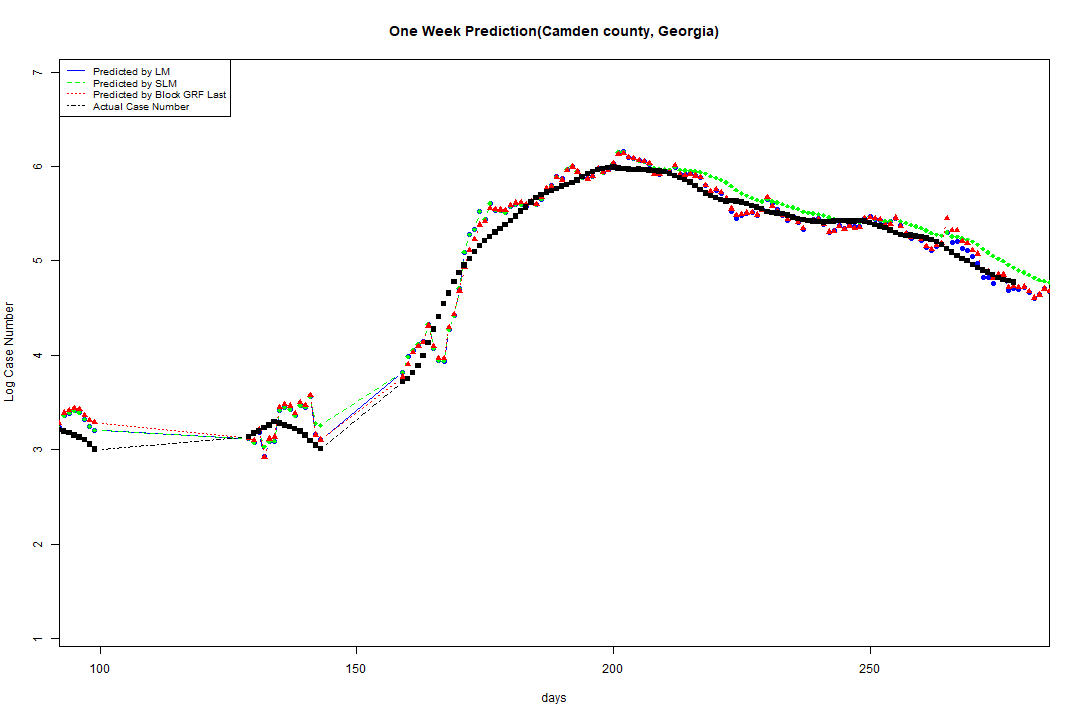 One Week Prediction(Camden county, Georgia)
Predicted by LM
Predicted by SLM
Predicted by Block GRF Last
Actual Case Number
7
6
5
4
3
2
1
Log Case Number
100
150
200
250
days